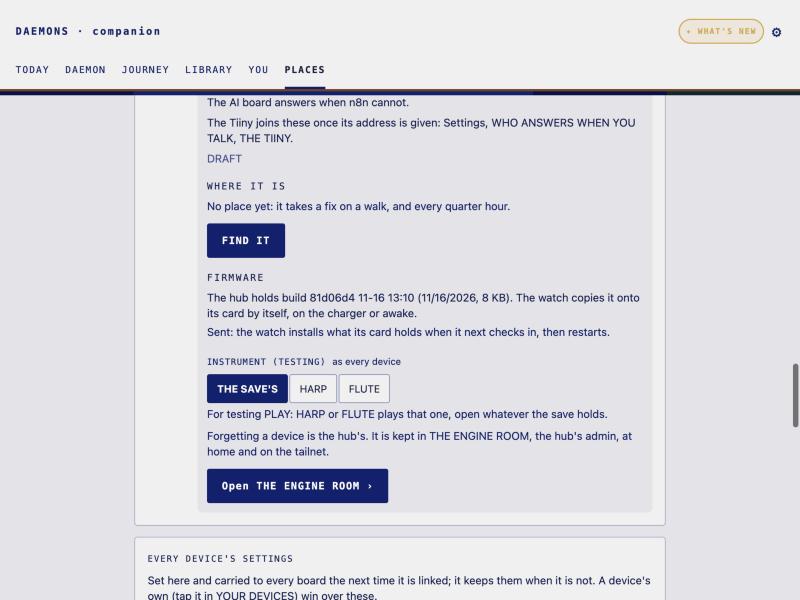 DAEMONS · companion
+ WHAT'S NEW
TODAY DAEMON JOURNEY LIBRARY YOU PLACES
The AI board answers when n8n cannot.
The Tiiny joins these once its address is given: Settings, WHO ANSWERS WHEN YOU
TALK, THE TIINY.
DRAFT
WHERE IT IS
No place yet: it takes a fix on a walk, and every quarter hour.
FIND IT
FIRMWARE
The hub holds build 81d06d4 11-16 13:10 (11/16/2026, 8 KB). The watch copies it onto
its card by itself, on the charger or awake.
Sent: the watch installs what its card holds when it next checks in, then restarts.
INSTRUMENT (TESTING) as every device
THE SAVE'S HARP FLUTE
For testing PLAY: HARP or FLUTE plays that one, open whatever the save holds.
Forgetting a device is the hub's. It is kept in THE ENGINE ROOM, the hub's admin, at
home and on the tailnet.
Open THE ENGINE ROOM ›
EVERY DEVICE'S SETTINGS
Set here and carried to every board the next time it is linked; it keeps them when it is not. A device's
own (tap it in YOUR DEVICES) win over these.